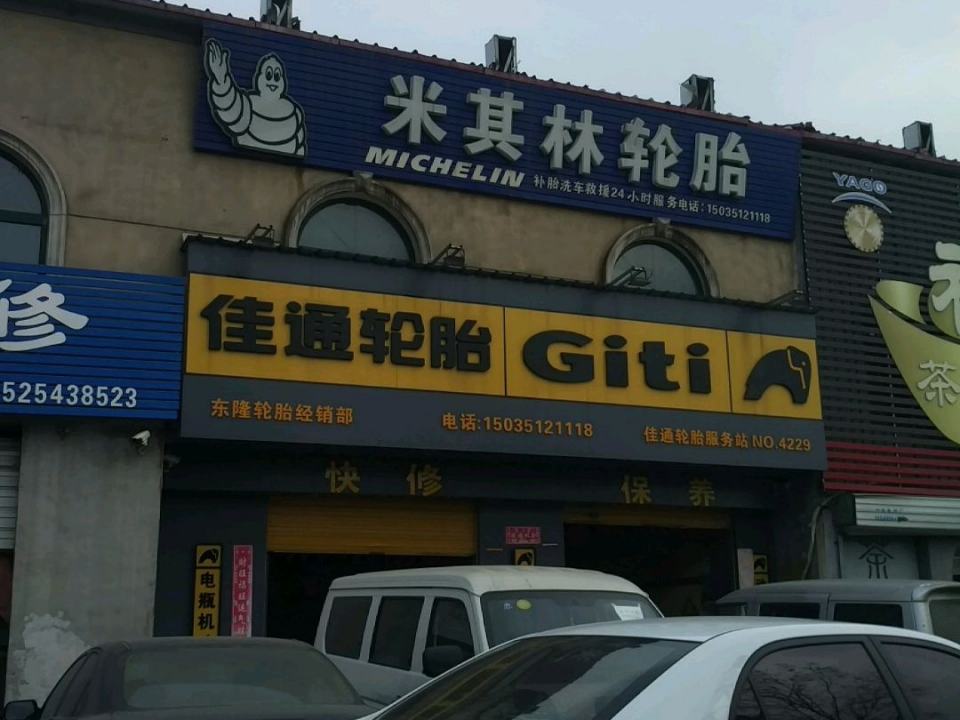 米其林轮胎
MICHELIN
补胎洗车救援24小时服务电话:15035121118
YAGO
茶
修
525438523
佳通轮胎
Giti
东隆轮胎经销部
电话:15035121118
佳通轮胎服务站 NO.4229
快修
保养
电瓶机